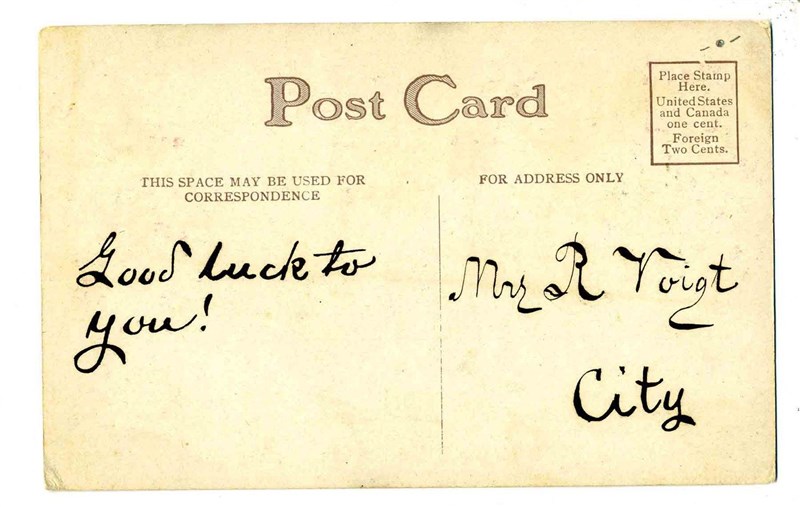 Post Card
Place Stamp
Here.
United States
and Canada
one cent.
Foreign
Two Cents.
THIS SPACE MAY BE USED FOR
CORRESPONDENCE
FOR ADDRESS ONLY
Good luck to
you!
Mrs R Voigt
City